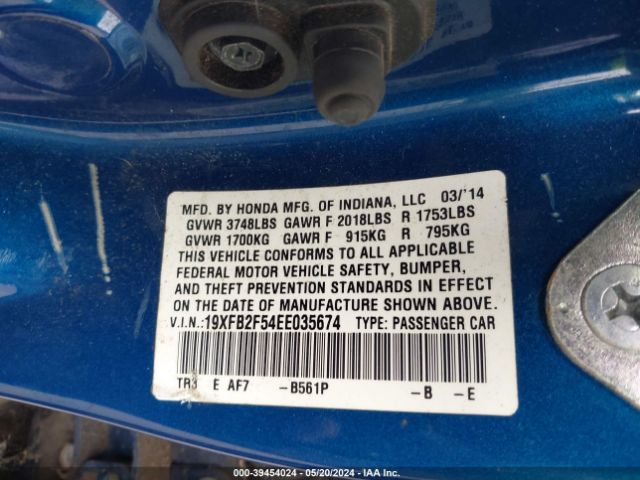 MFD. BY HONDA MFG. OF INDIANA, LLC 03/'14
GVWR 3748LBS GAWR F 2018LBS R 1753LBS
GVWR 1700KG GAWR F 915KG R 795KG
THIS VEHICLE CONFORMS TO ALL APPLICABLE
FEDERAL MOTOR VEHICLE SAFETY, BUMPER,
AND THEFT PREVENTION STANDARDS IN EFFECT
ON THE DATE OF MANUFACTURE SHOWN ABOVE.
V.I.N.:19XFB2F54EE035674 TYPE: PASSENGER CAR
TR3 E AF7 -B561P -B -E
000-39454024 - 05/20/2024 - IAA Inc.